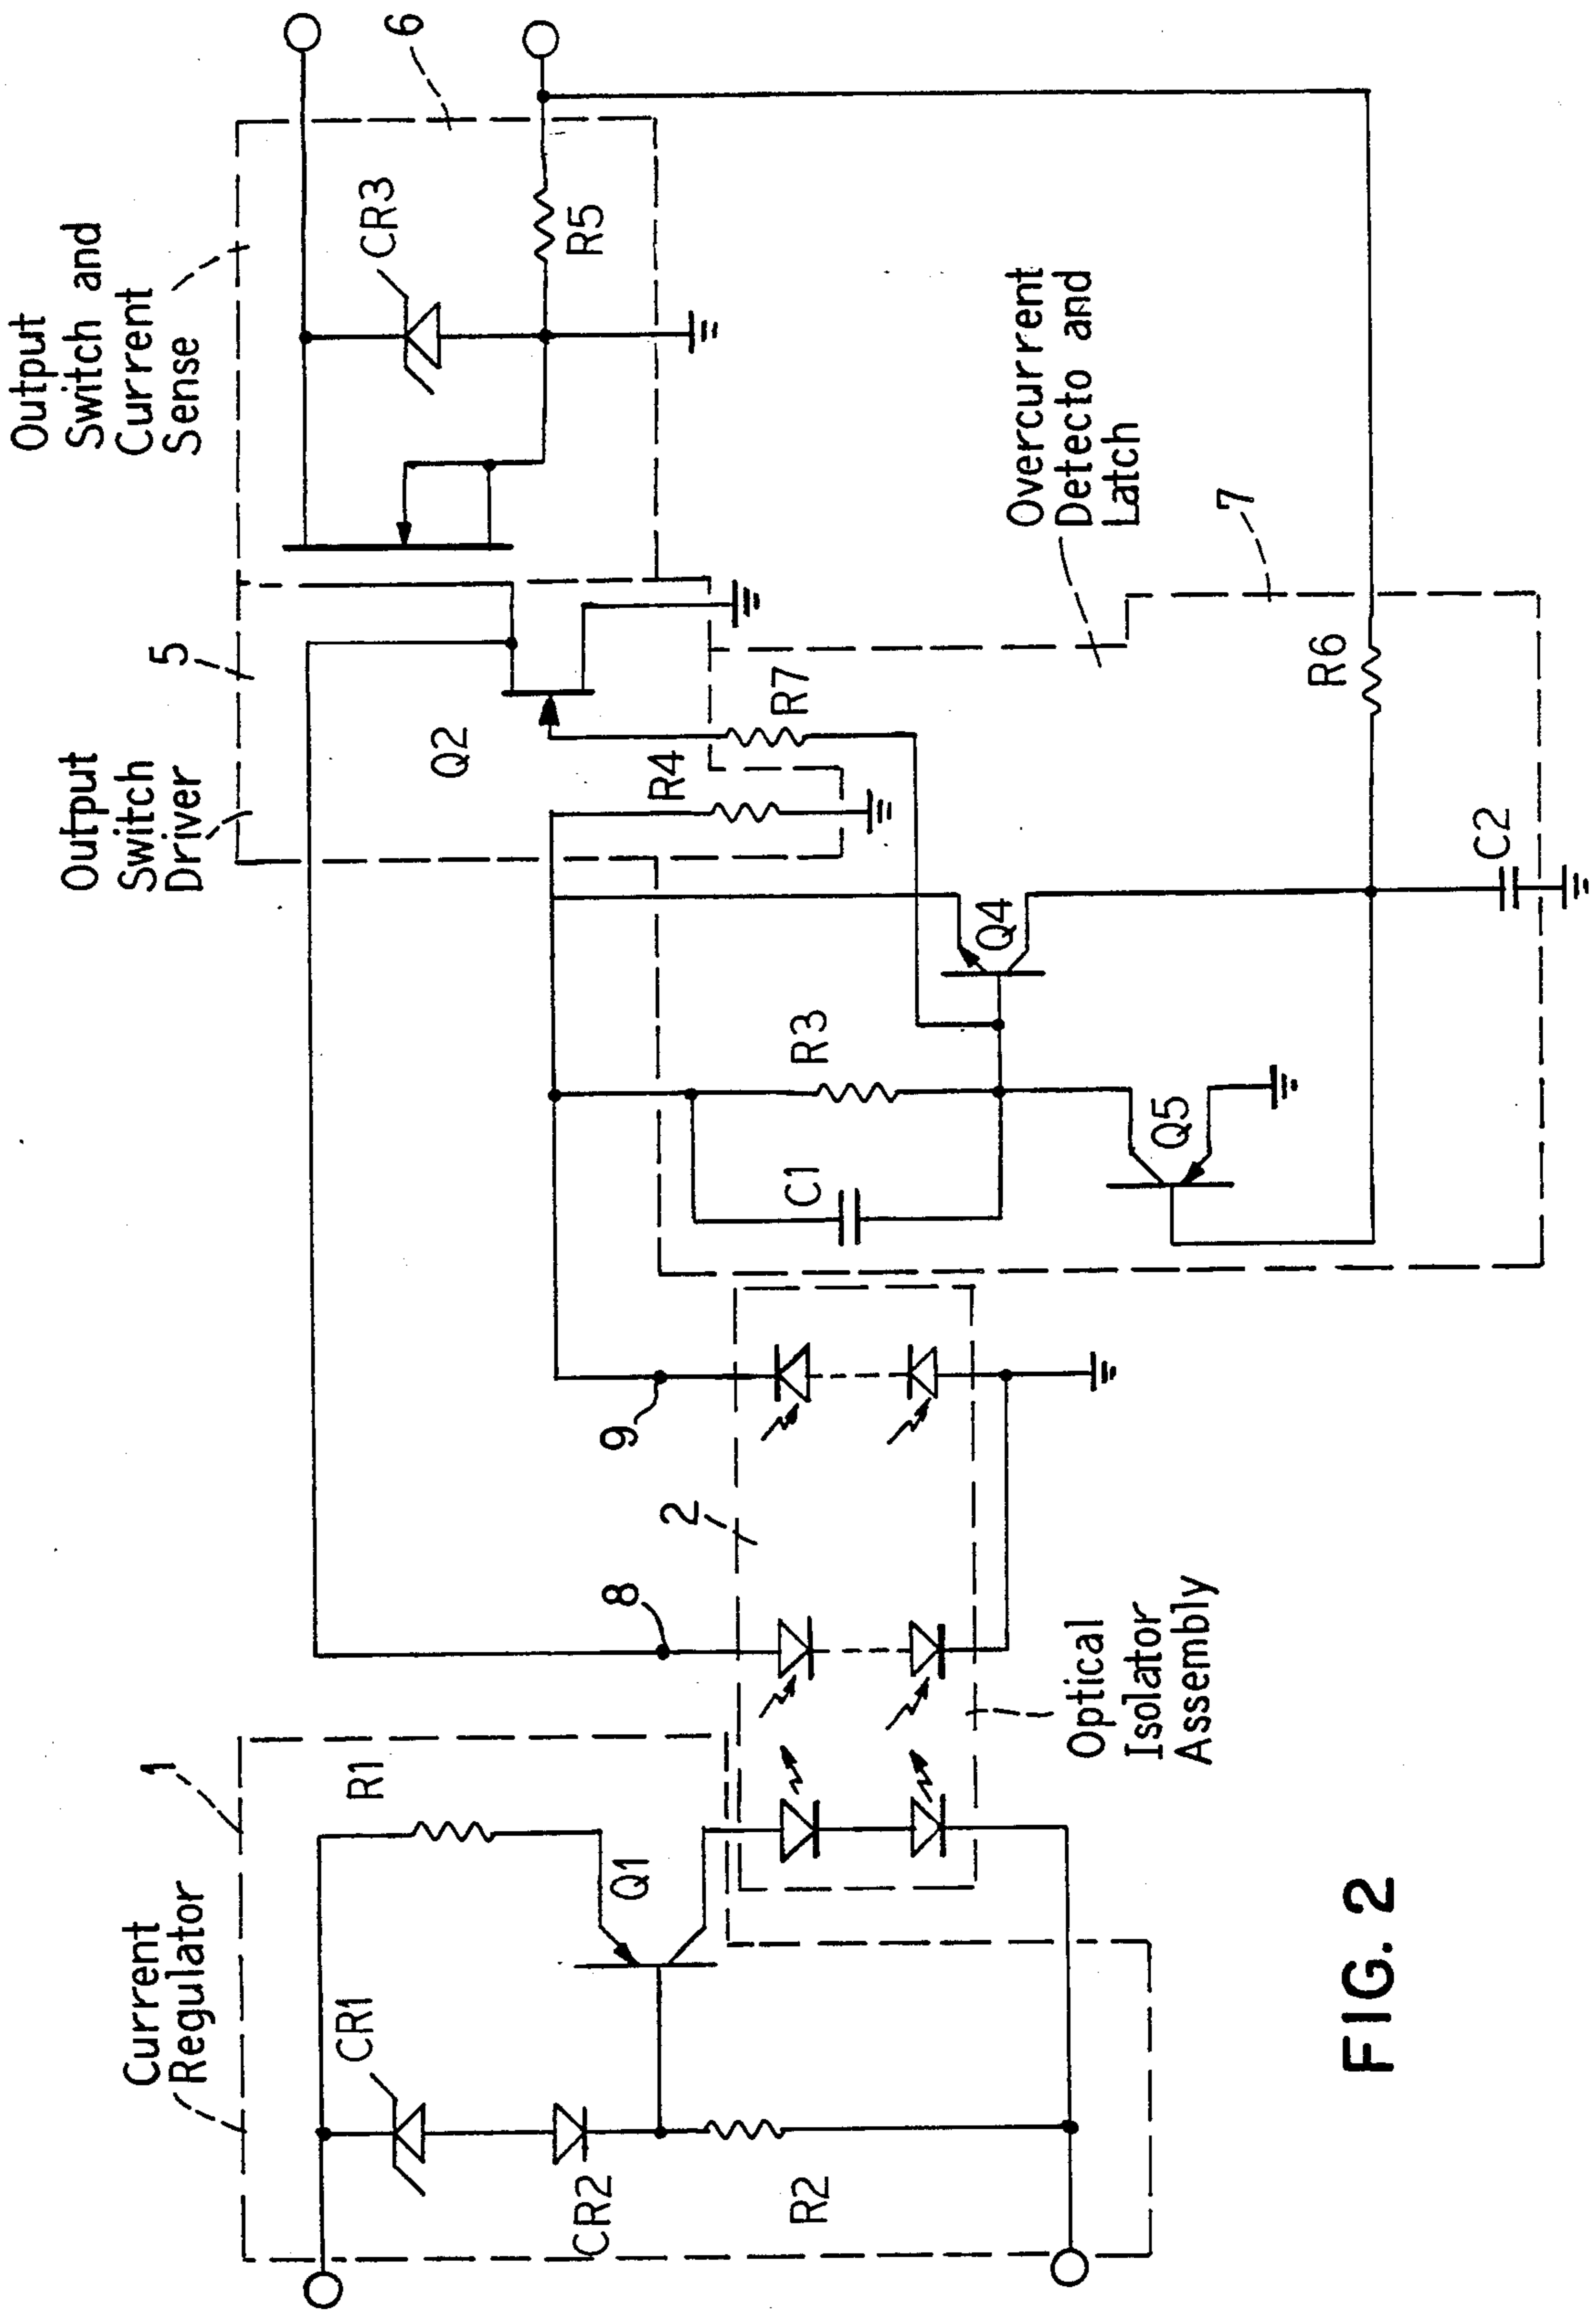 Current
Regulator
1
CR1
R1
Q1
CR2
R2
Optical
Isolator
Assembly
2
8
9
Output
Switch
Driver
5
Q2
R4
R7
C1
R3
Q4
Q5
R6
C2
Overcurrent
Detecto and
Latch
7
Output
Switch and
Current
Sense
CR3
R5
6
FIG. 2